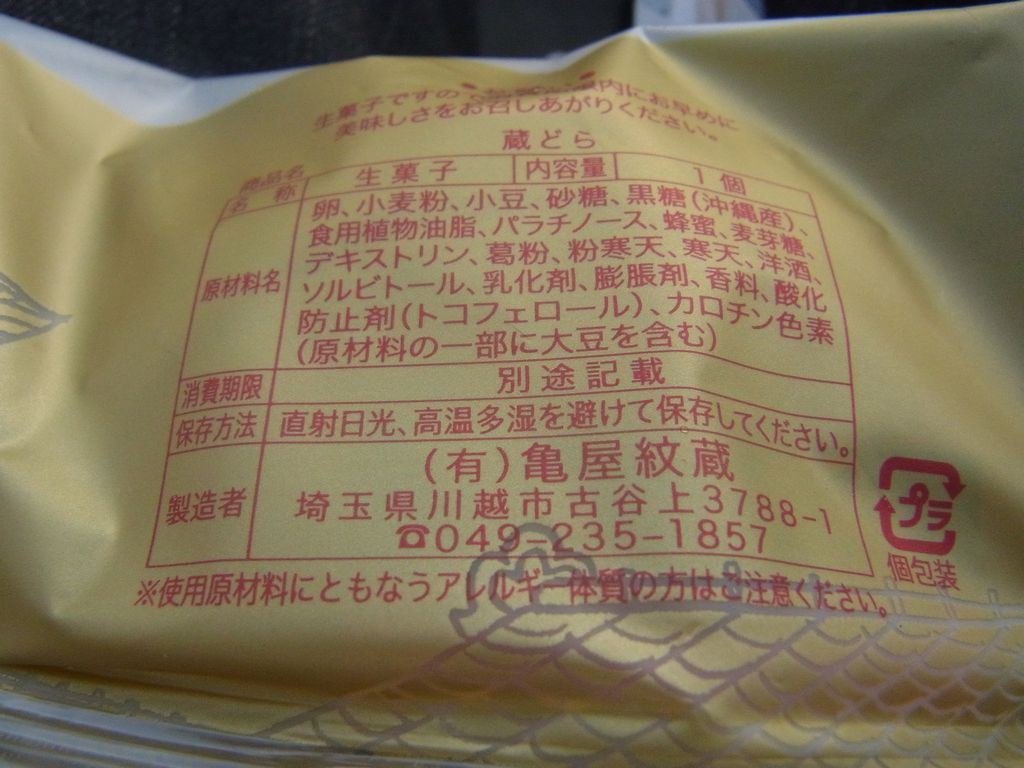 生菓子ですの 内にお早めに
美味しさをお召しあがりください。
蔵どら
商品名
名 称 生菓子 内容量 1個
原材料名 卵、小麦粉、小豆、砂糖、黒糖(沖縄産)、
食用植物油脂、パラチノース、蜂蜜、麦芽糖、
デキストリン、葛粉、粉寒天、寒天、洋酒、
ソルビトール、乳化剤、膨脹剤、香料、酸化
防止剤(トコフェロール)、カロチン色素
(原材料の一部に大豆を含む)
消費期限 別途記載
保存方法 直射日光、高温多湿を避けて保存してください。
製造者 (有)亀屋紋蔵
埼玉県川越市古谷上3788-1
☎049-235-1857
プラ
個包装
※使用原材料にともなうアレルギー体質の方はご注意ください。